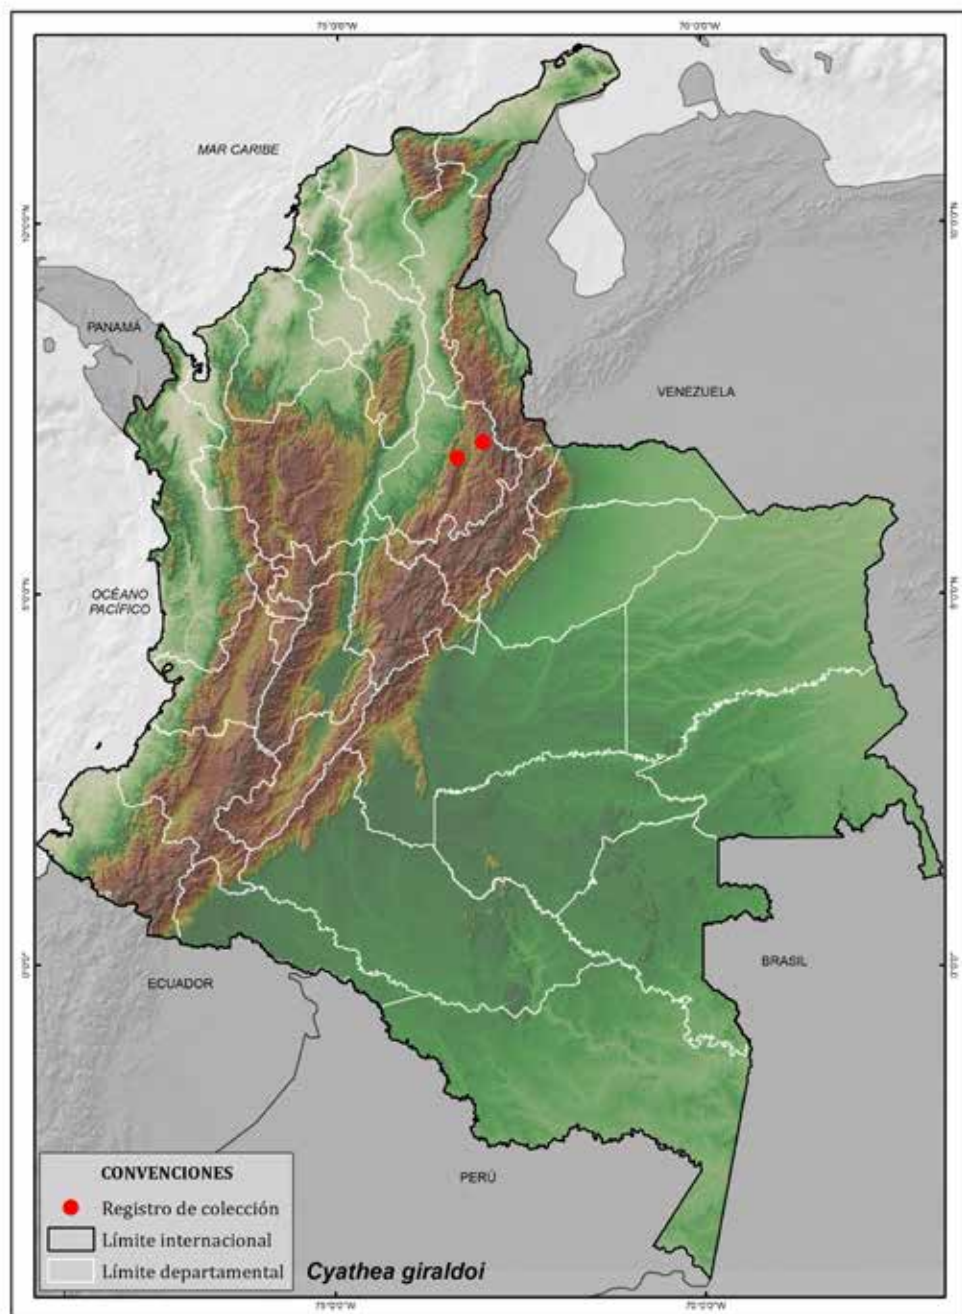 75°0'0"W
70°0'0"W
MAR CARIBE
10°0'0"N
10°0'0"N
PANAMÁ
VENEZUELA
OCÉANO
PACÍFICO
5°0'0"N
5°0'0"N
0°0'0"
0°0'0"
ECUADOR
BRASIL
PERÚ
CONVENCIONES
Registro de colección
Límite internacional
Límite departamental
Cyathea giraldoi
75°0'0"W
70°0'0"W